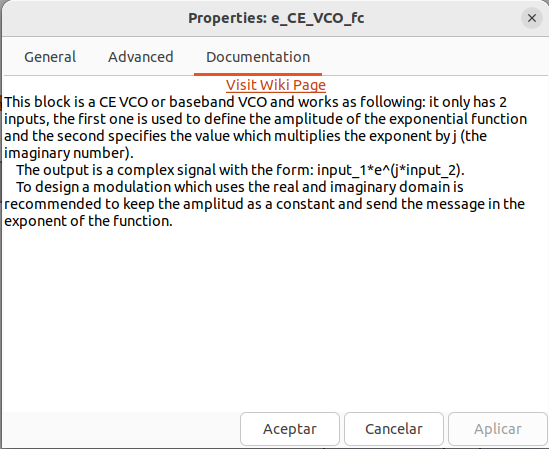 Properties: e_CE_VCO_fc
General
Advanced
Documentation
Visit Wiki Page
This block is a CE VCO or baseband VCO and works as following: it only has 2
inputs, the first one is used to define the amplitude of the exponential function
and the second specifies the value which multiplies the exponent by j (the
imaginary number).
The output is a complex signal with the form: input_1*e^(j*input_2).
To design a modulation which uses the real and imaginary domain is
recommended to keep the amplitud as a constant and send the message in the
exponent of the function.
Aceptar
Cancelar
Aplicar